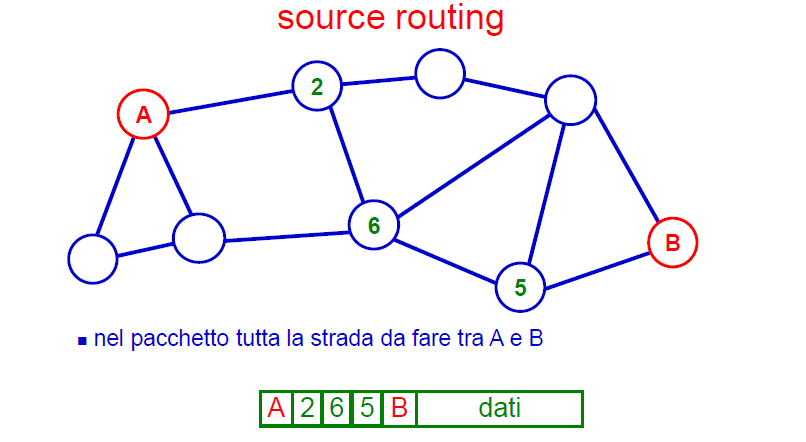 source routing
2
A
6
B
5
nel pacchetto tutta la strada da fare tra A e B
A 2 6 5 B dati